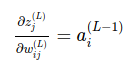 ∂z_j^(L) / ∂w_ij^(L) = a_i^(L−1)